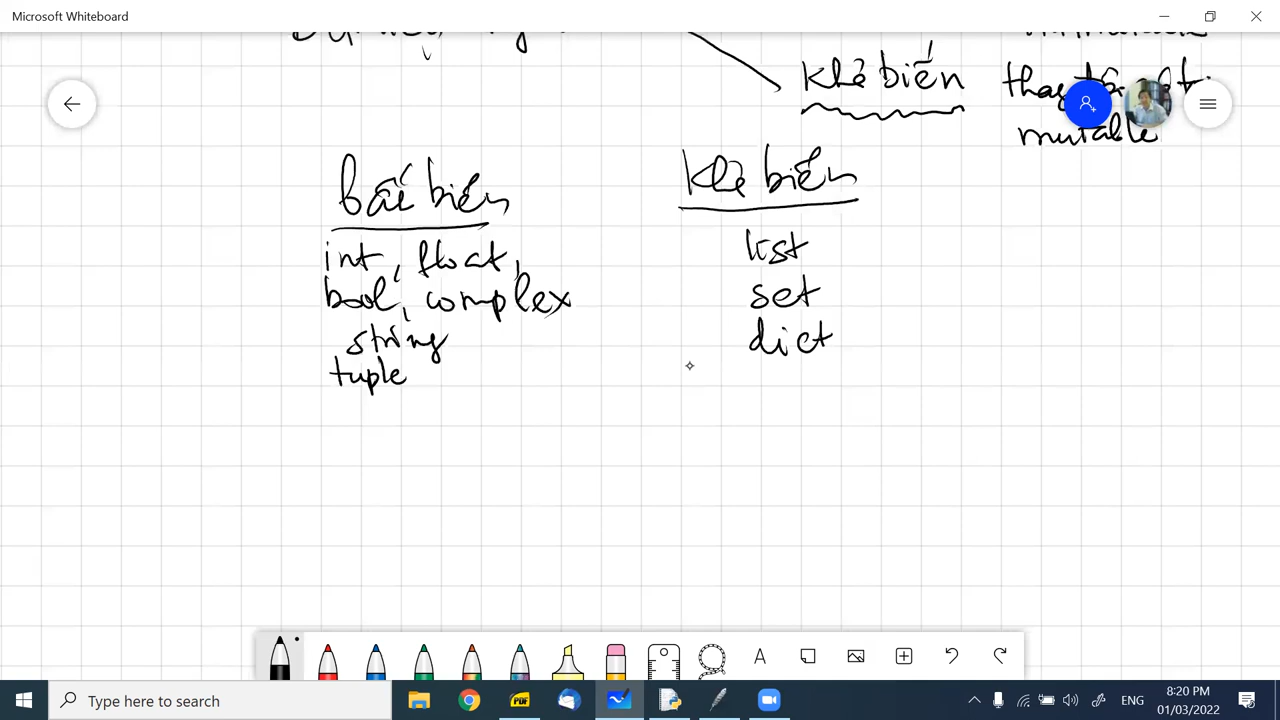 Microsoft Whiteboard
khả biến
mutable
bất biến
khả biến
int, float,
bool, complex
string
tuple
list
set
dict
A
Type here to search
PDF
ENG
8:20 PM
01/03/2022